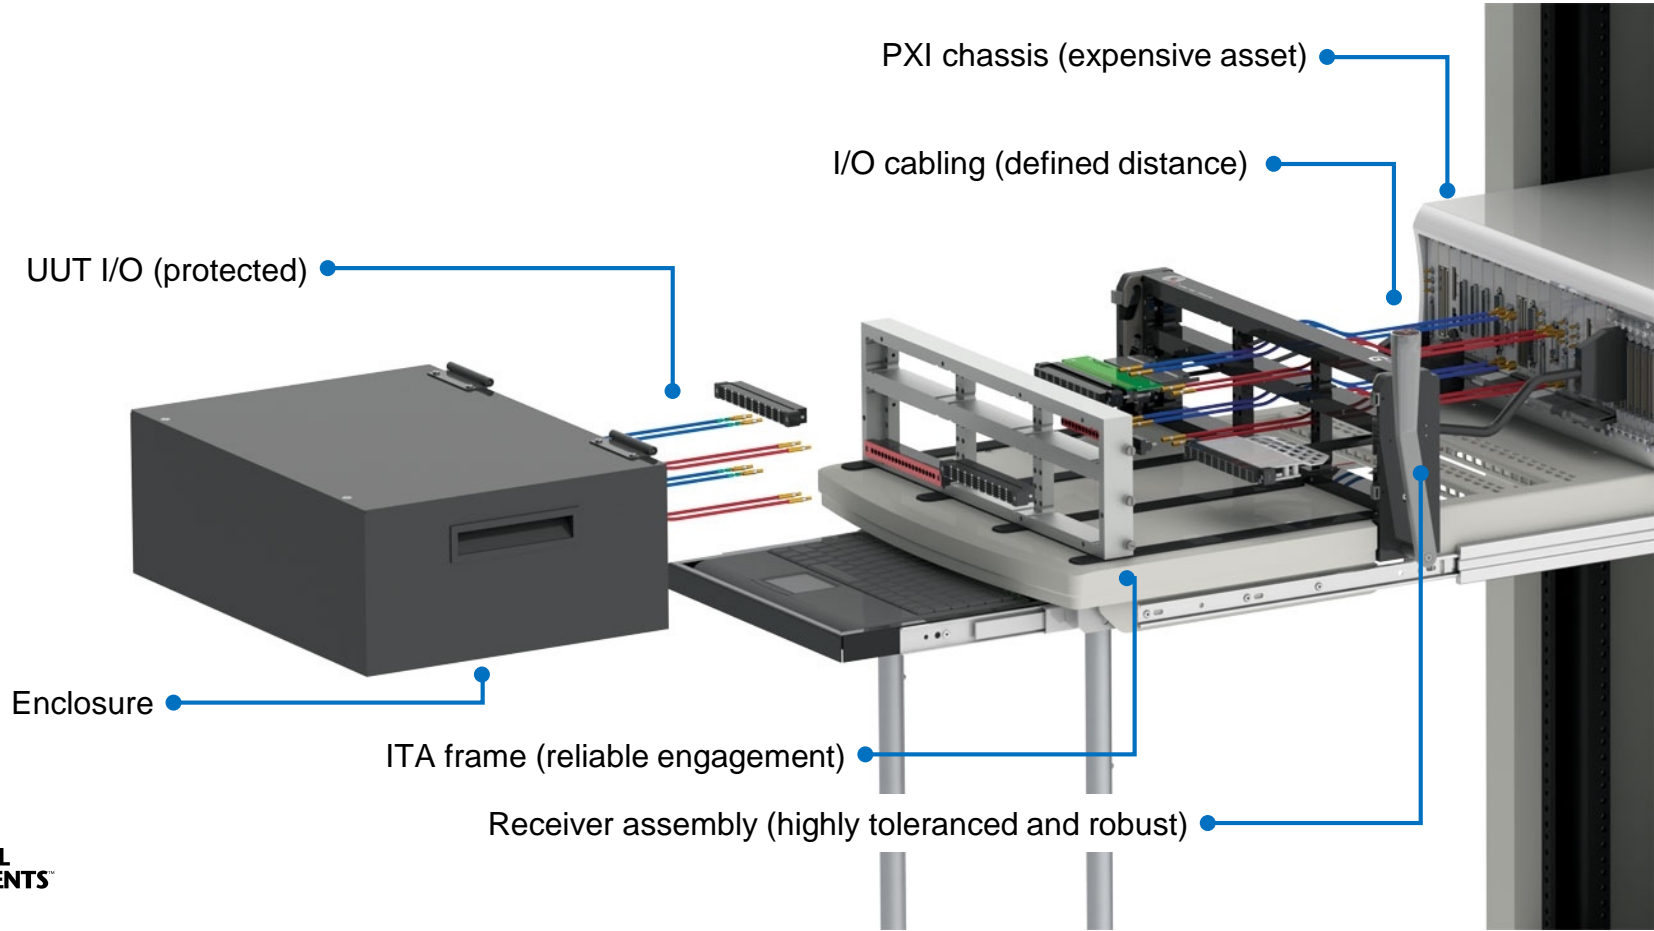 PXI chassis (expensive asset)
I/O cabling (defined distance)
UUT I/O (protected)
Enclosure
ITA frame (reliable engagement)
Receiver assembly (highly toleranced and robust)
L
ENTS™